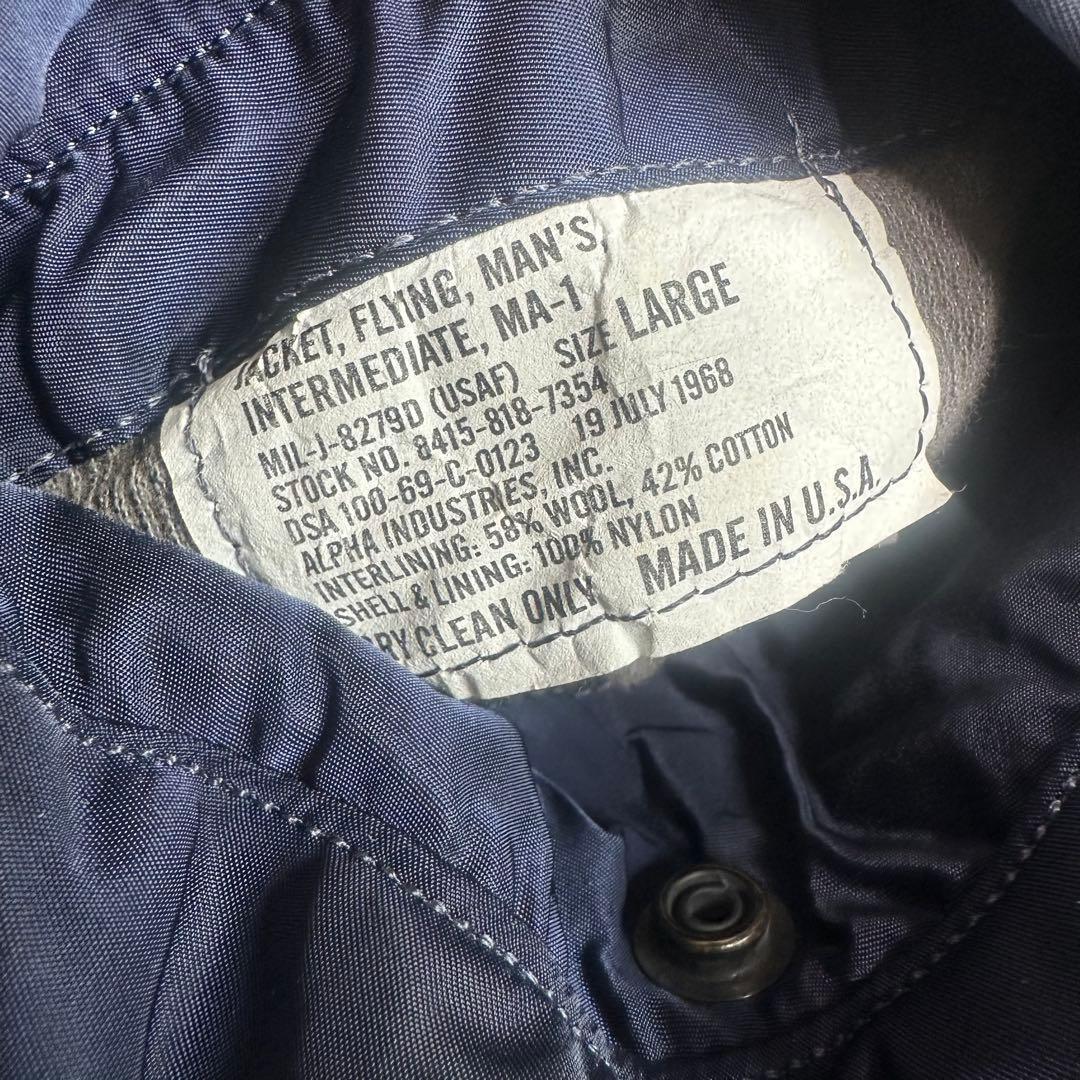 JACKET, FLYING, MAN'S,
INTERMEDIATE, MA-1
MIL-J-8279D (USAF) SIZE LARGE
STOCK NO. 8415-818-7354
DSA 100-69-C-0123 19 JULY 1968
ALPHA INDUSTRIES, INC.
INTERLINING: 58% WOOL, 42% COTTON
SHELL & LINING: 100% NYLON
DRY CLEAN ONLY MADE IN U.S.A.